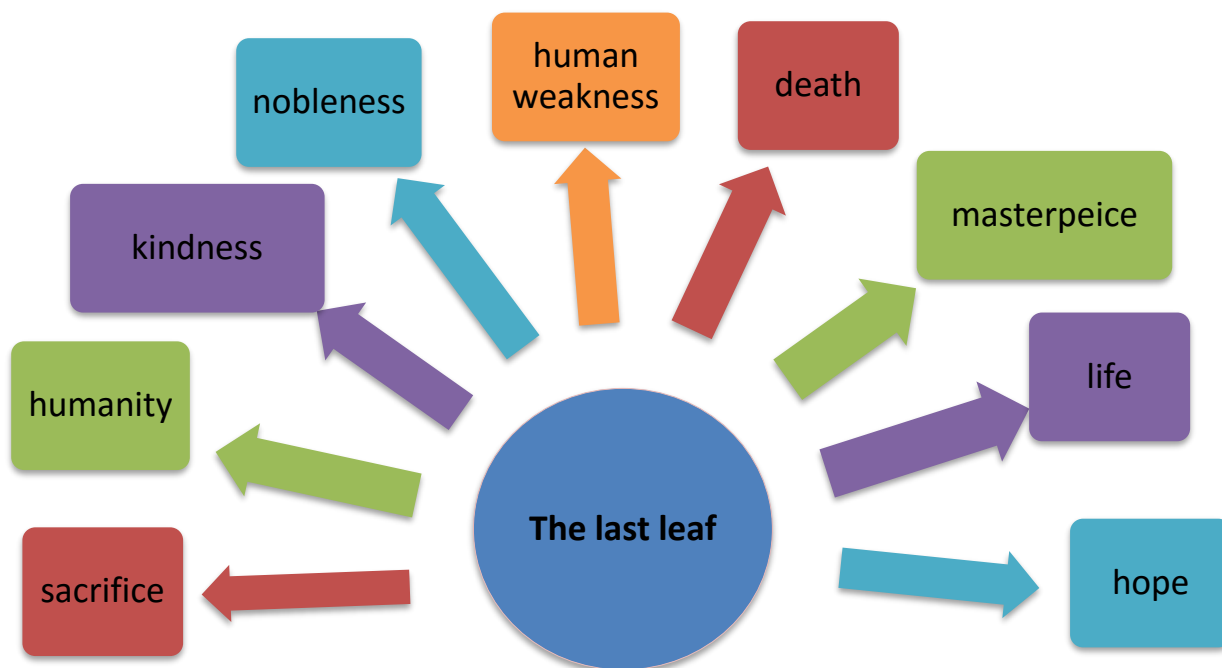 human
weakness
death
nobleness
masterpeice
kindness
life
humanity
The last leaf
hope
sacrifice